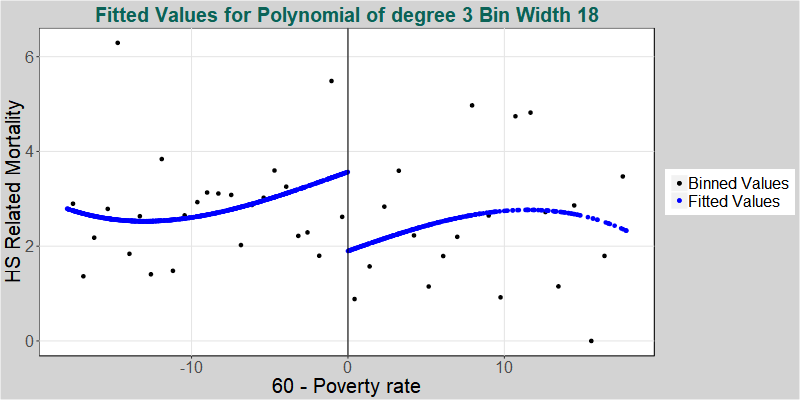 Fitted Values for Polynomial of degree 3 Bin Width 18
HS Related Mortality
6
4
2
0
-10
0
10
60 - Poverty rate
Binned Values
Fitted Values